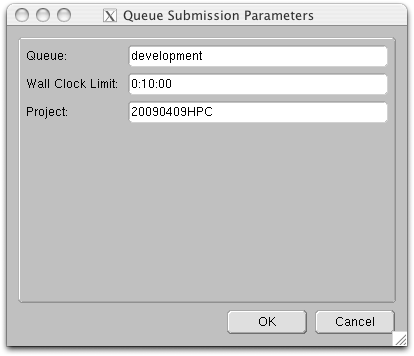 Queue Submission Parameters
Queue: development
Wall Clock Limit: 0:10:00
Project: 20090409HPC
OK Cancel